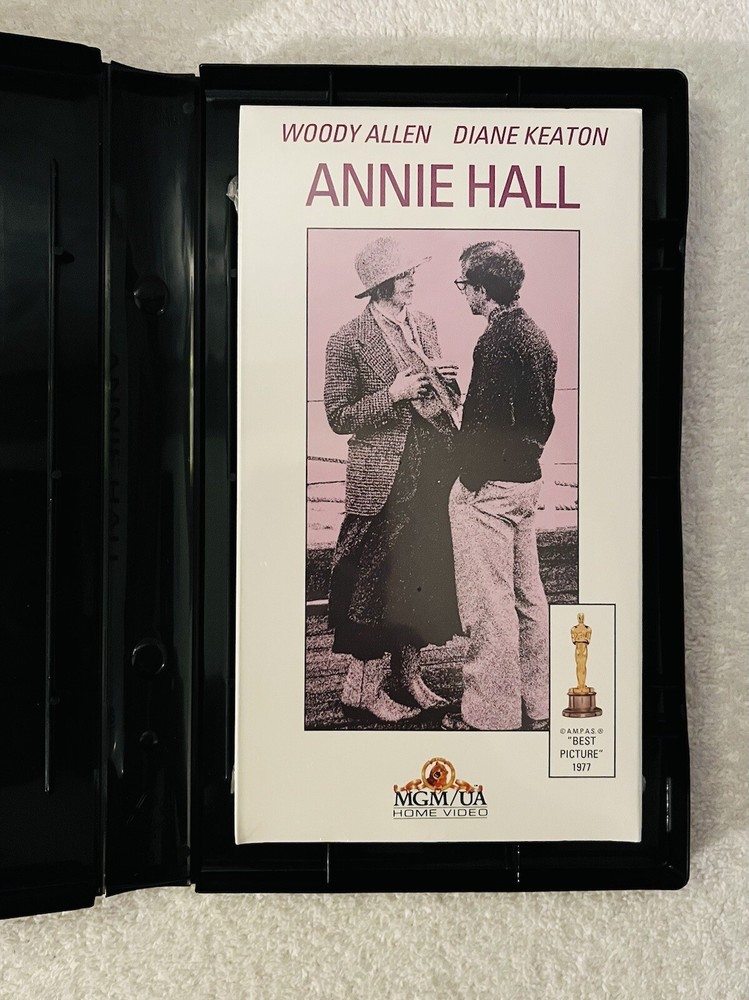 WOODY ALLEN DIANE KEATON
ANNIE HALL
© A.M.P.A.S. ®
"BEST
PICTURE"
1977
MGM/UA
HOME VIDEO